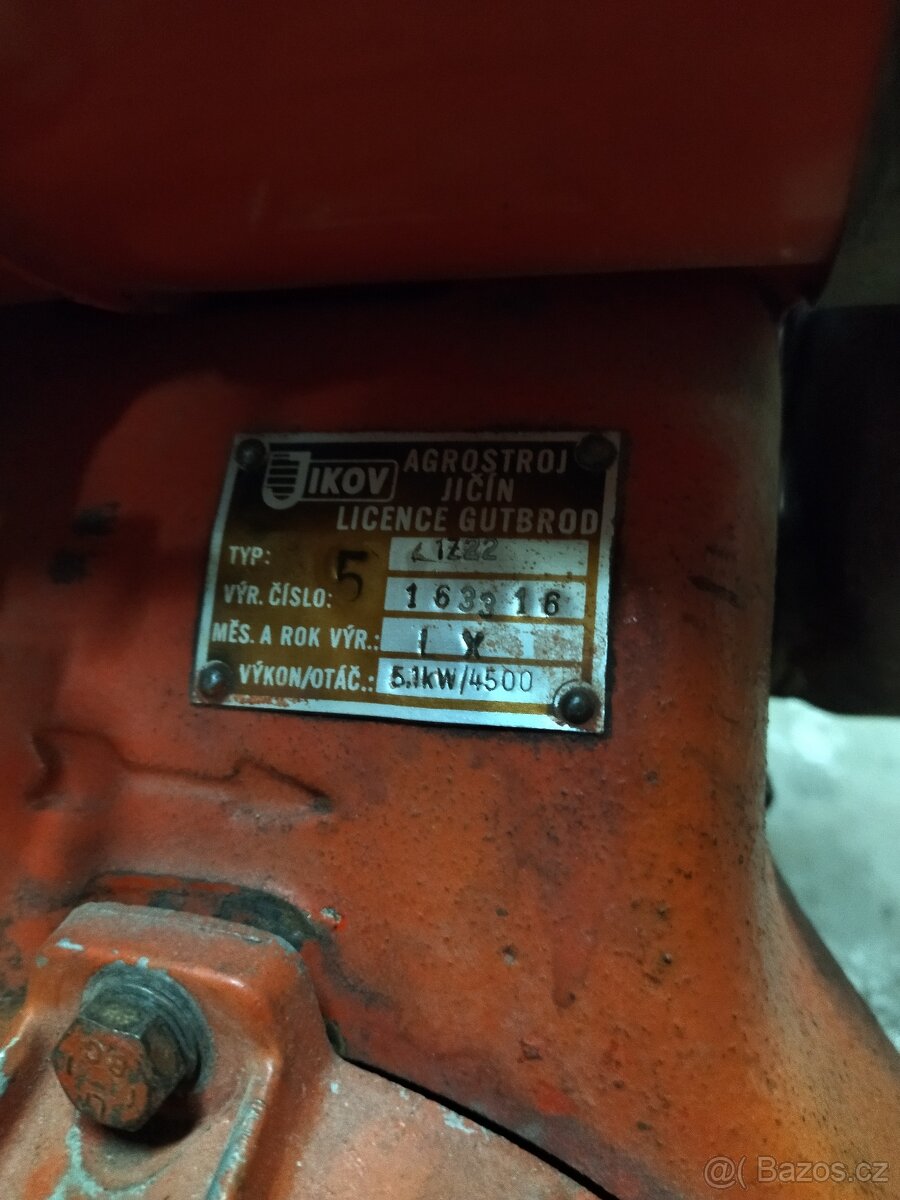 JIKOV AGROSTROJ
JIČÍN
LICENCE GUTBROD
TYP:
5
VÝR. ČÍSLO: 163316
MĚS. A ROK VÝR.: I X
VÝKON/OTÁČ.: 5.1kW/4500
@( Bazos.cz